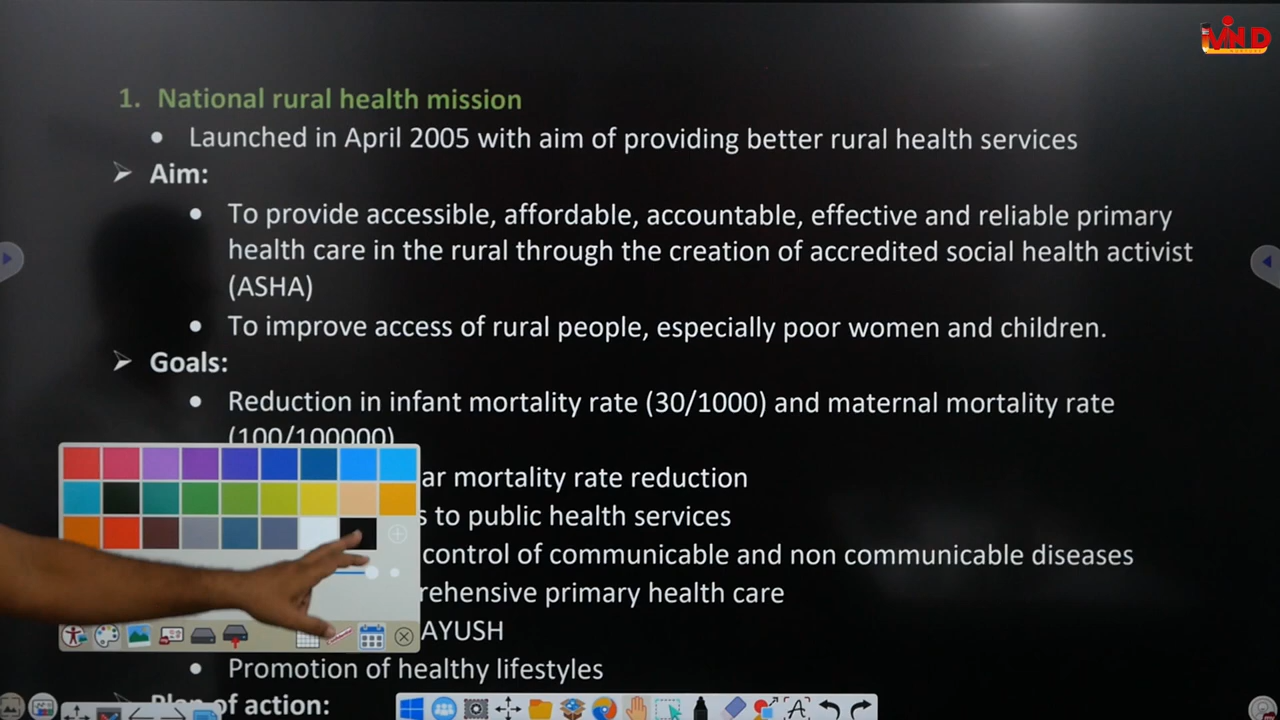 MIND
1. National rural health mission
• Launched in April 2005 with aim of providing better rural health services
➢ Aim:
• To provide accessible, affordable, accountable, effective and reliable primary
health care in the rural through the creation of accredited social health activist
(ASHA)
• To improve access of rural people, especially poor women and children.
➢ Goals:
• Reduction in infant mortality rate (30/1000) and maternal mortality rate
(100/100000)
mortality rate reduction
to public health services
control of communicable and non communicable diseases
primary health care
AYUSH
• Promotion of healthy lifestyles
➢ Plan of action: